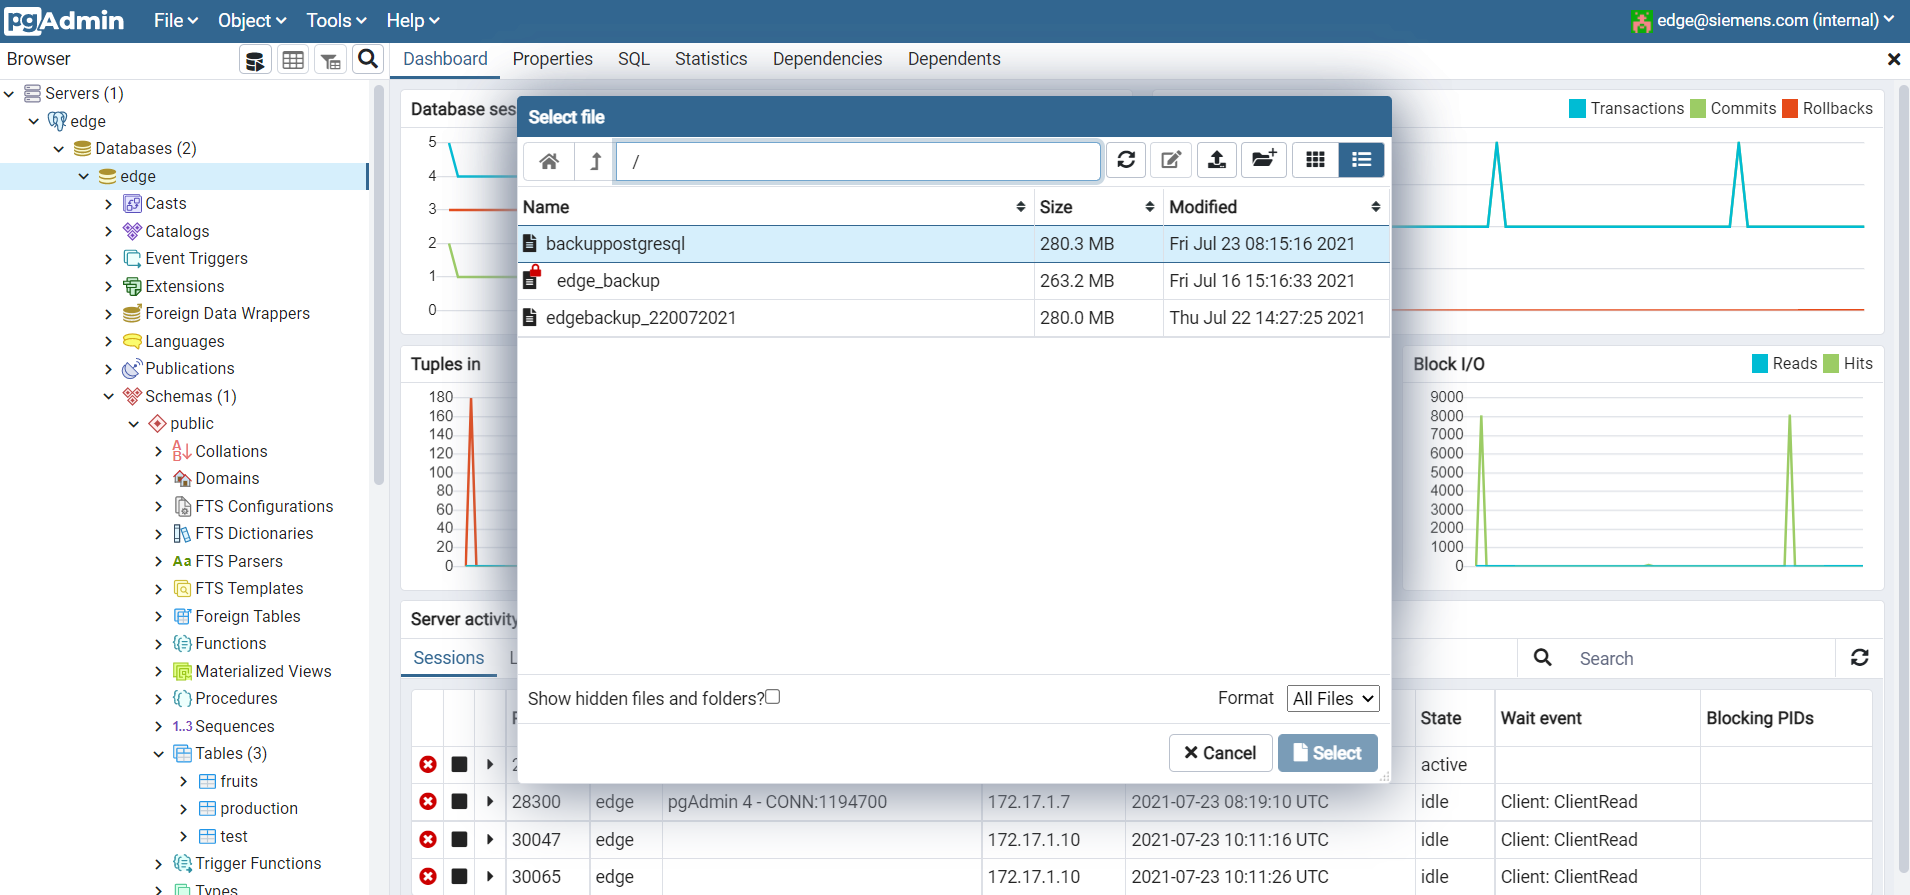 pgAdmin File Object Tools Help edge@siemens.com (internal)
Browser Dashboard Properties SQL Statistics Dependencies Dependents
Servers (1)
edge
Databases (2)
edge
Casts
Catalogs
Event Triggers
Extensions
Foreign Data Wrappers
Languages
Publications
Schemas (1)
public
Collations
Domains
FTS Configurations
FTS Dictionaries
Aa FTS Parsers
FTS Templates
Foreign Tables
Functions
Materialized Views
Procedures
1..3 Sequences
Tables (3)
fruits
production
test
Trigger Functions
Types
Database ses
5
4
3
2
1
0
Transactions Commits Rollbacks
Select file
/
Name Size Modified
backuppostgresql 280.3 MB Fri Jul 23 08:15:16 2021
edge_backup 263.2 MB Fri Jul 16 15:16:33 2021
edgebackup_220072021 280.0 MB Thu Jul 22 14:27:25 2021
Show hidden files and folders? Format All Files
Cancel Select
Tuples in
180
160
140
120
100
80
60
40
20
0
Block I/O Reads Hits
9000
8000
7000
6000
5000
4000
3000
2000
1000
0
Server activity
Sessions Search
State Wait event Blocking PIDs
active
28300 edge pgAdmin 4 - CONN:1194700 172.17.1.7 2021-07-23 08:19:10 UTC idle Client: ClientRead
30047 edge 172.17.1.10 2021-07-23 10:11:16 UTC idle Client: ClientRead
30065 edge 172.17.1.10 2021-07-23 10:11:26 UTC idle Client: ClientRead